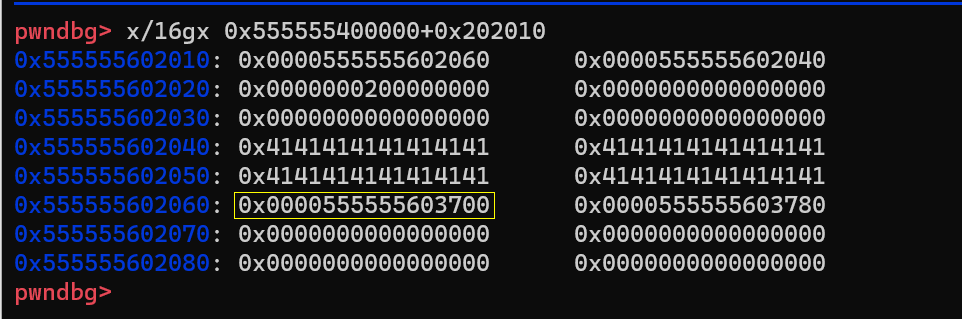 pwndbg> x/16gx 0x555555400000+0x202010
0x555555602010: 0x0000555555602060 0x0000555555602040
0x555555602020: 0x0000000200000000 0x0000000000000000
0x555555602030: 0x0000000000000000 0x0000000000000000
0x555555602040: 0x4141414141414141 0x4141414141414141
0x555555602050: 0x4141414141414141 0x4141414141414141
0x555555602060: 0x0000555555603700 0x0000555555603780
0x555555602070: 0x0000000000000000 0x0000000000000000
0x555555602080: 0x0000000000000000 0x0000000000000000
pwndbg>